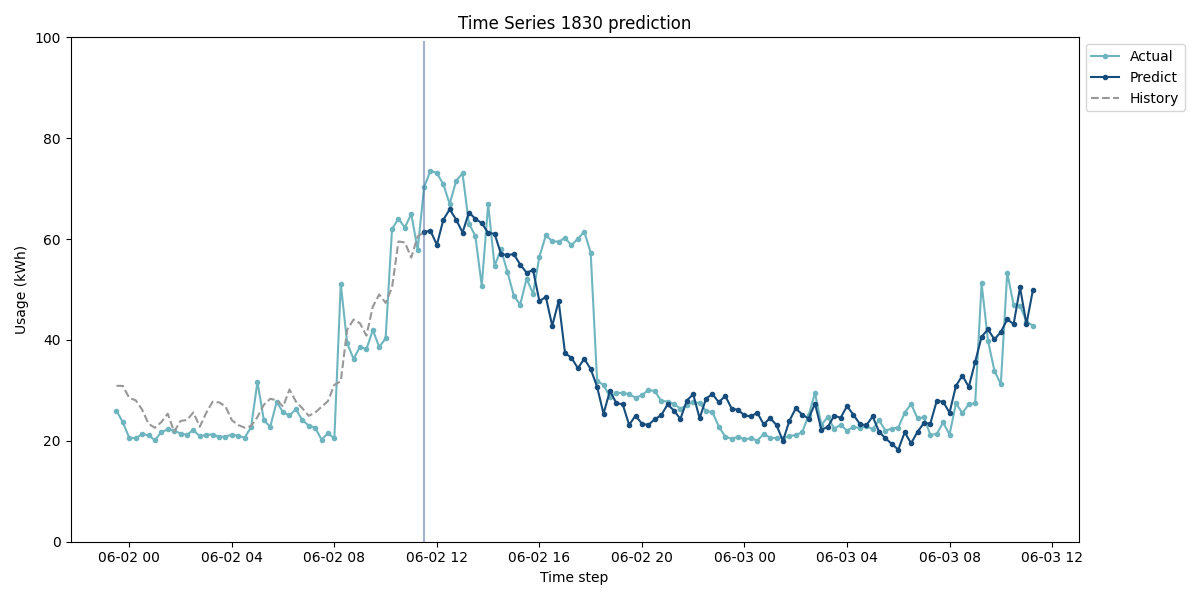 Time Series 1830 prediction
100
80
60
40
20
0
Usage (kWh)
06-02 00
06-02 04
06-02 08
06-02 12
06-02 16
06-02 20
06-03 00
06-03 04
06-03 08
06-03 12
Time step
Actual
Predict
History